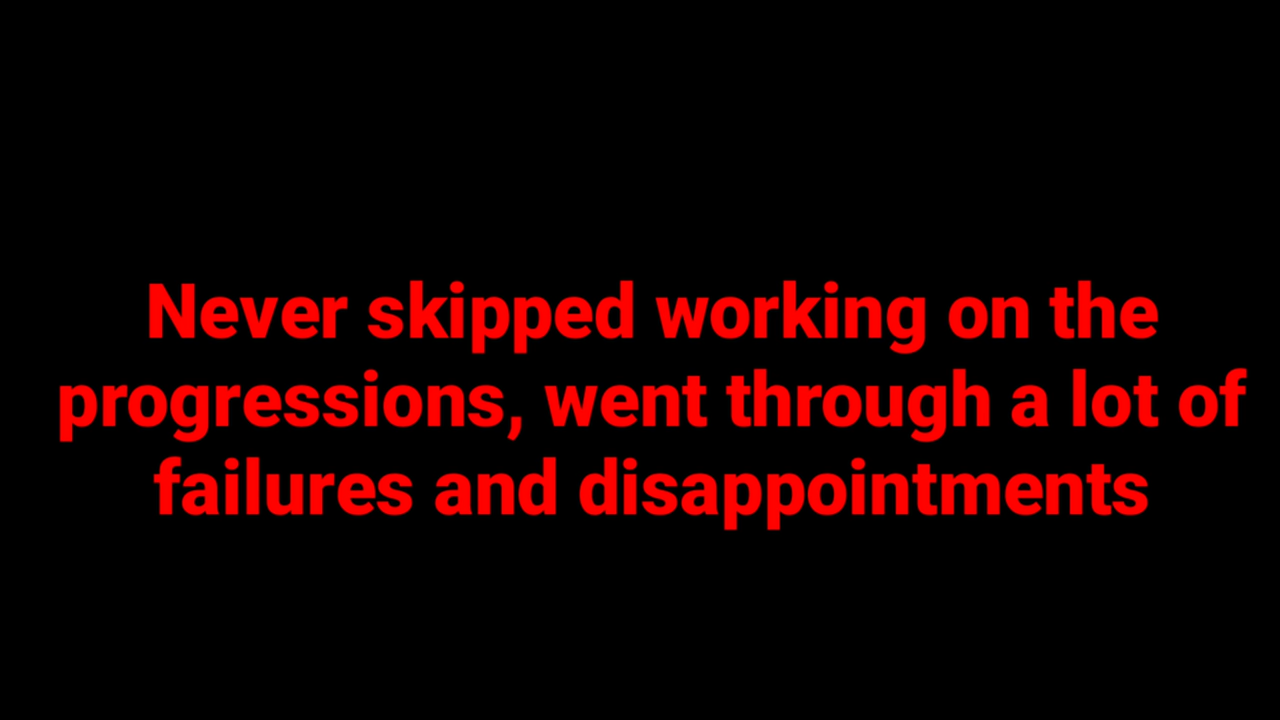 Never skipped working on the
progressions, went through a lot of
failures and disappointments